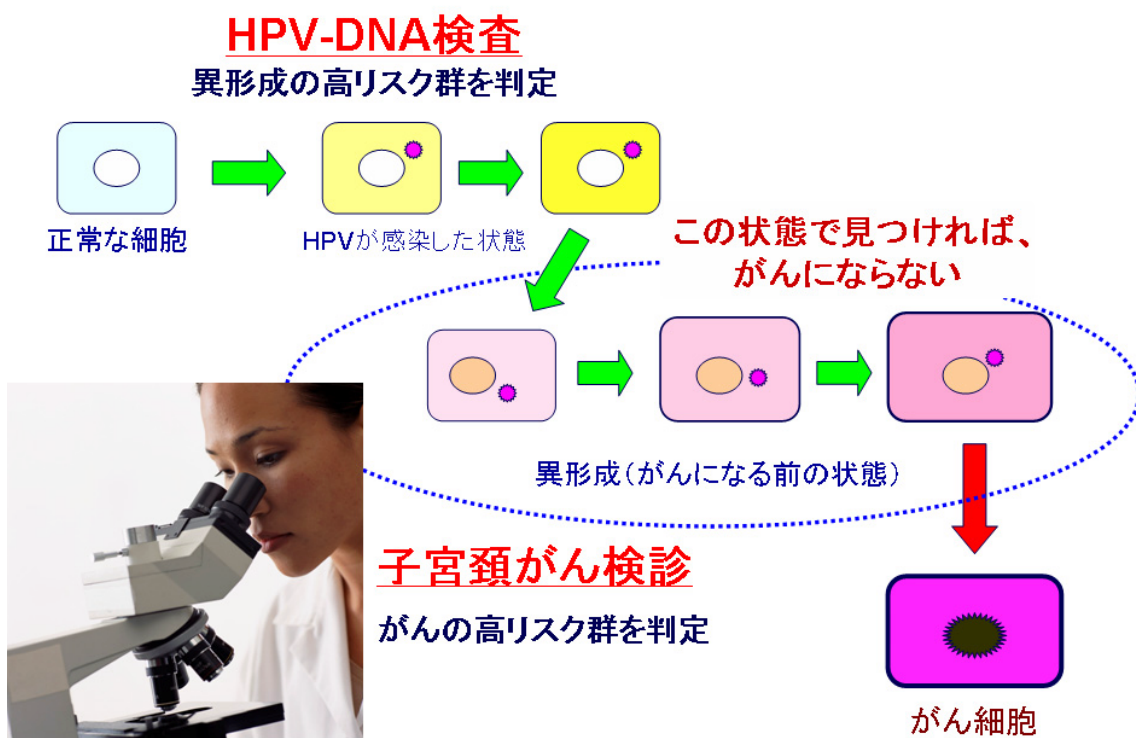 HPV-DNA検査
異形成の高リスク群を判定
正常な細胞
HPVが感染した状態
この状態で見つければ、
がんにならない
異形成(がんになる前の状態)
子宮頚がん検診
がんの高リスク群を判定
がん細胞